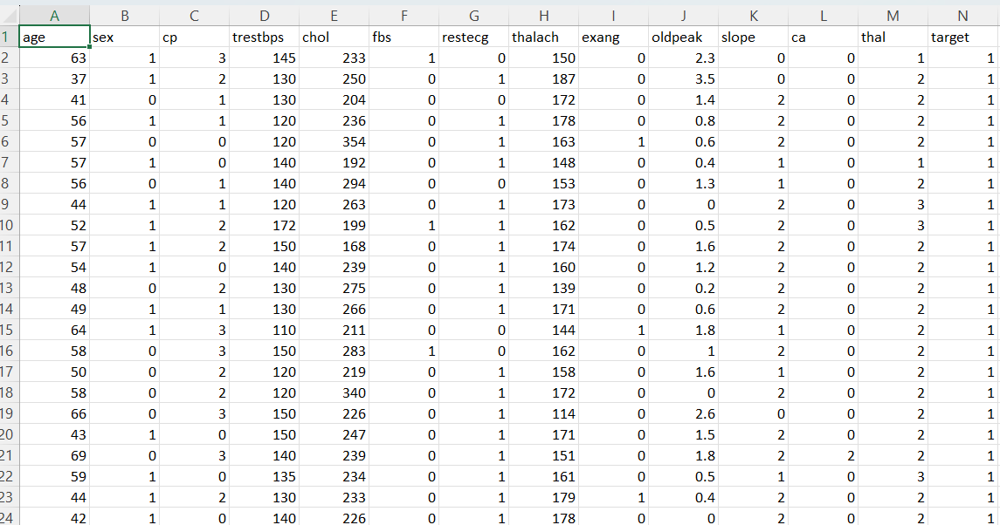 A B C D E F G H I J K L M N
1 age sex cp trestbps chol fbs restecg thalach exang oldpeak slope ca thal target
2 63 1 3 145 233 1 0 150 0 2.3 0 0 1 1
3 37 1 2 130 250 0 1 187 0 3.5 0 0 2 1
4 41 0 1 130 204 0 0 172 0 1.4 2 0 2 1
5 56 1 1 120 236 0 1 178 0 0.8 2 0 2 1
6 57 0 0 120 354 0 1 163 1 0.6 2 0 2 1
7 57 1 0 140 192 0 1 148 0 0.4 1 0 1 1
8 56 0 1 140 294 0 0 153 0 1.3 1 0 2 1
9 44 1 1 120 263 0 1 173 0 0 2 0 3 1
10 52 1 2 172 199 1 1 162 0 0.5 2 0 3 1
11 57 1 2 150 168 0 1 174 0 1.6 2 0 2 1
12 54 1 0 140 239 0 1 160 0 1.2 2 0 2 1
13 48 0 2 130 275 0 1 139 0 0.2 2 0 2 1
14 49 1 1 130 266 0 1 171 0 0.6 2 0 2 1
15 64 1 3 110 211 0 0 144 1 1.8 1 0 2 1
16 58 0 3 150 283 1 0 162 0 1 2 0 2 1
17 50 0 2 120 219 0 1 158 0 1.6 1 0 2 1
18 58 0 2 120 340 0 1 172 0 0 2 0 2 1
19 66 0 3 150 226 0 1 114 0 2.6 0 0 2 1
20 43 1 0 150 247 0 1 171 0 1.5 2 0 2 1
21 69 0 3 140 239 0 1 151 0 1.8 2 2 2 1
22 59 1 0 135 234 0 1 161 0 0.5 1 0 3 1
23 44 1 2 130 233 0 1 179 1 0.4 2 0 2 1
24 42 1 0 140 226 0 1 178 0 0 2 0 2 1